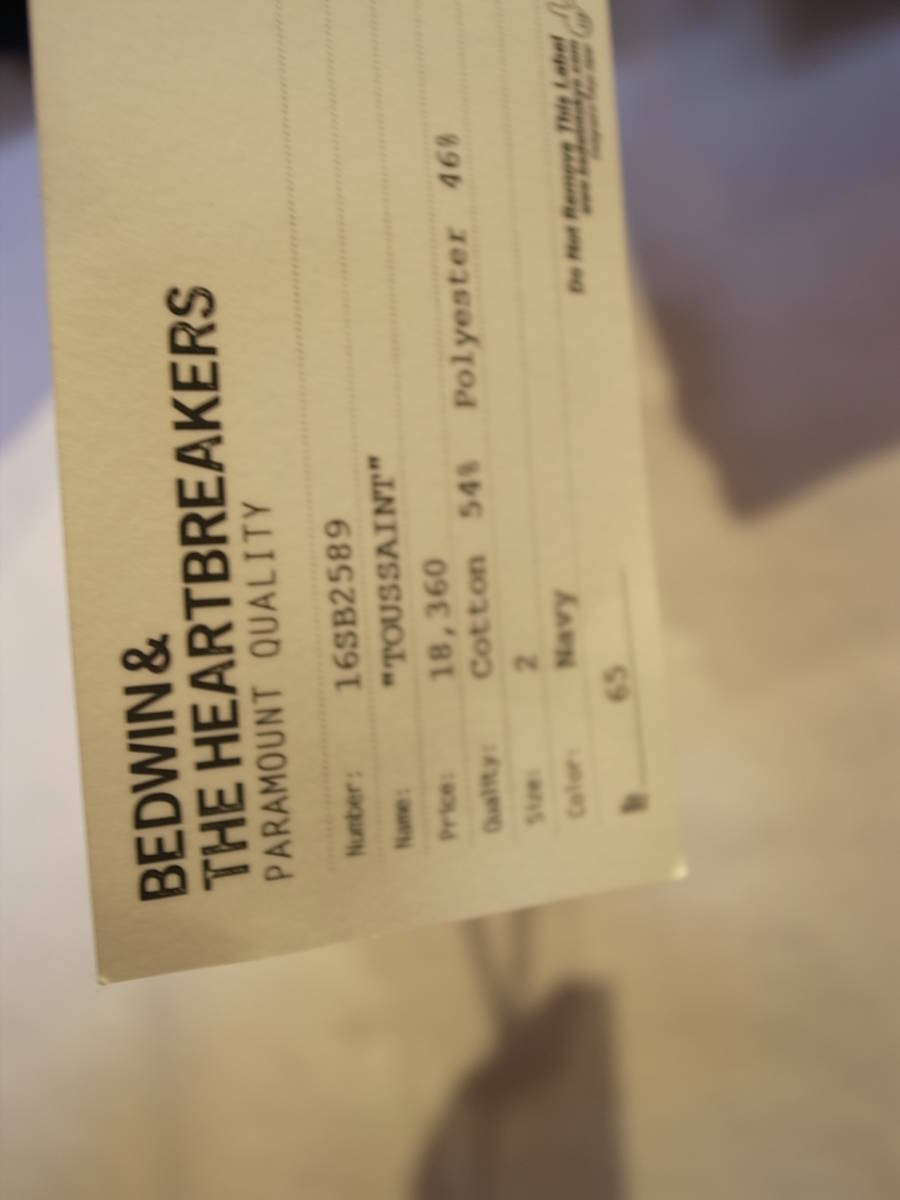 BEDWIN &
THE HEARTBREAKERS
PARAMOUNT QUALITY
Number: 16SB2589
Name: "TOUSSAINT"
Price: 18,360
Quality: Cotton 54% Polyester 46%
Size: 2
Color: Navy
65
Do Not Remove This Label